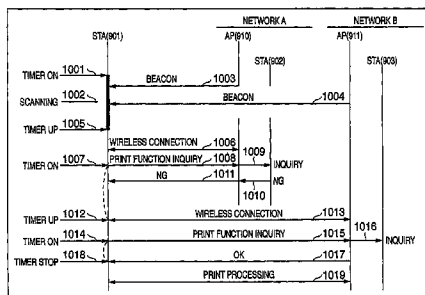 NETWORK A NETWORK B
STA(901) AP(910) AP(911)
STA(902) STA(903)
TIMER ON 1001
BEACON 1003
SCANNING 1002
BEACON 1004
TIMER UP 1005
WIRELESS CONNECTION 1006
TIMER ON 1007 PRINT FUNCTION INQUIRY 1008 1009 INQUIRY
NG 1011 1010 NG
TIMER UP 1012 WIRELESS CONNECTION 1013
TIMER ON 1014 PRINT FUNCTION INQUIRY 1015 1016 INQUIRY
TIMER STOP 1018 OK 1017
PRINT PROCESSING 1019